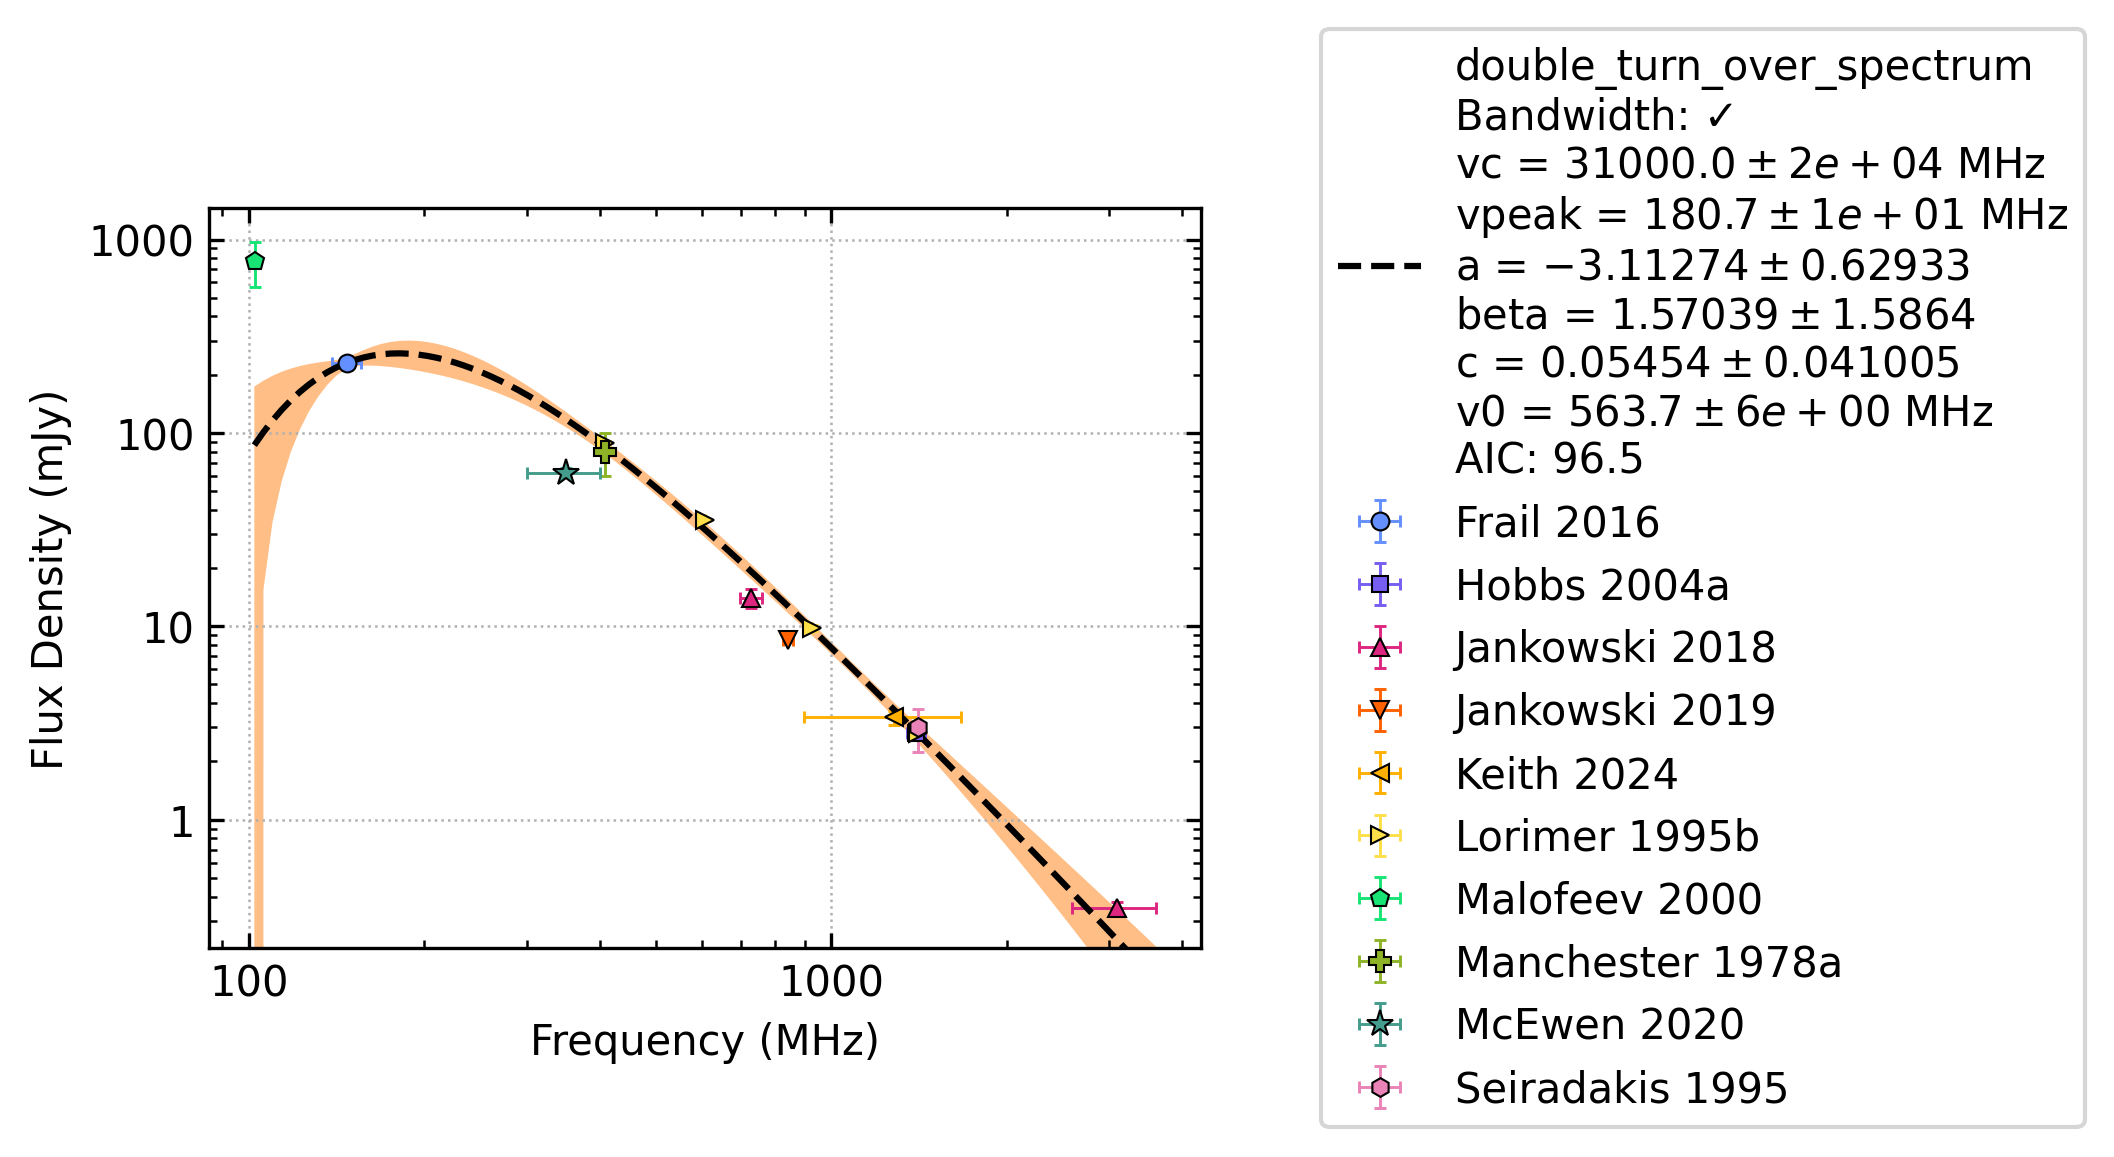 double_turn_over_spectrum
Bandwidth: ✓
vc = 31000.0 ± 2e + 04 MHz
vpeak = 180.7 ± 1e + 01 MHz
a = −3.11274 ± 0.62933
beta = 1.57039 ± 1.5864
c = 0.05454 ± 0.041005
v0 = 563.7 ± 6e + 00 MHz
AIC: 96.5
Frail 2016
Hobbs 2004a
Jankowski 2018
Jankowski 2019
Keith 2024
Lorimer 1995b
Malofeev 2000
Manchester 1978a
McEwen 2020
Seiradakis 1995
1000
100
10
1
Flux Density (mJy)
100
1000
Frequency (MHz)